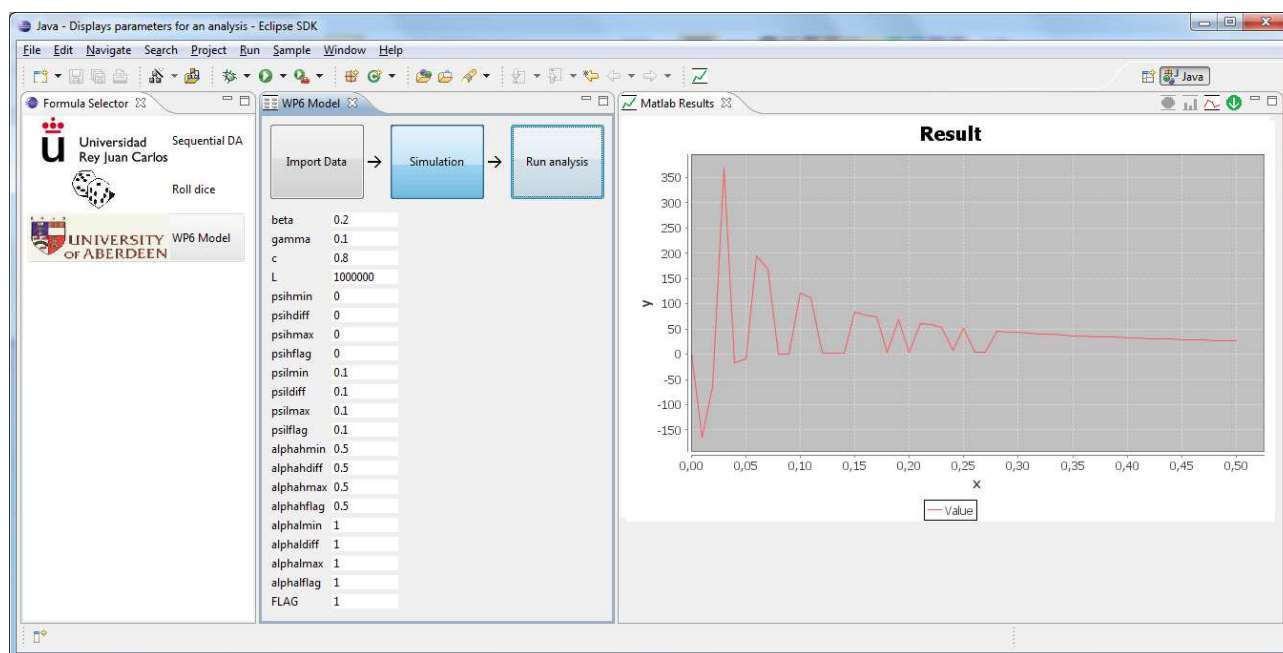 Java - Displays parameters for an analysis - Eclipse SDK
File Edit Navigate Search Project Run Sample Window Help
Java
Formula Selector
Universidad
Rey Juan Carlos
Sequential DA
Roll dice
UNIVERSITY
OF ABERDEEN
WP6 Model
WP6 Model
Import Data → Simulation → Run analysis
beta 0.2
gamma 0.1
c 0.8
L 1000000
psihmin 0
psihdiff 0
psihmax 0
psihflag 0
psilmin 0.1
psildiff 0.1
psilmax 0.1
psilflag 0.1
alphahmin 0.5
alphahdiff 0.5
alphahmax 0.5
alphahflag 0.5
alphalmin 1
alphaldiff 1
alphalmax 1
alphalflag 1
FLAG 1
Matlab Results
Result
y
350
300
250
200
150
100
50
0
-50
-100
-150
0,00 0,05 0,10 0,15 0,20 0,25 0,30 0,35 0,40 0,45 0,50
x
Value